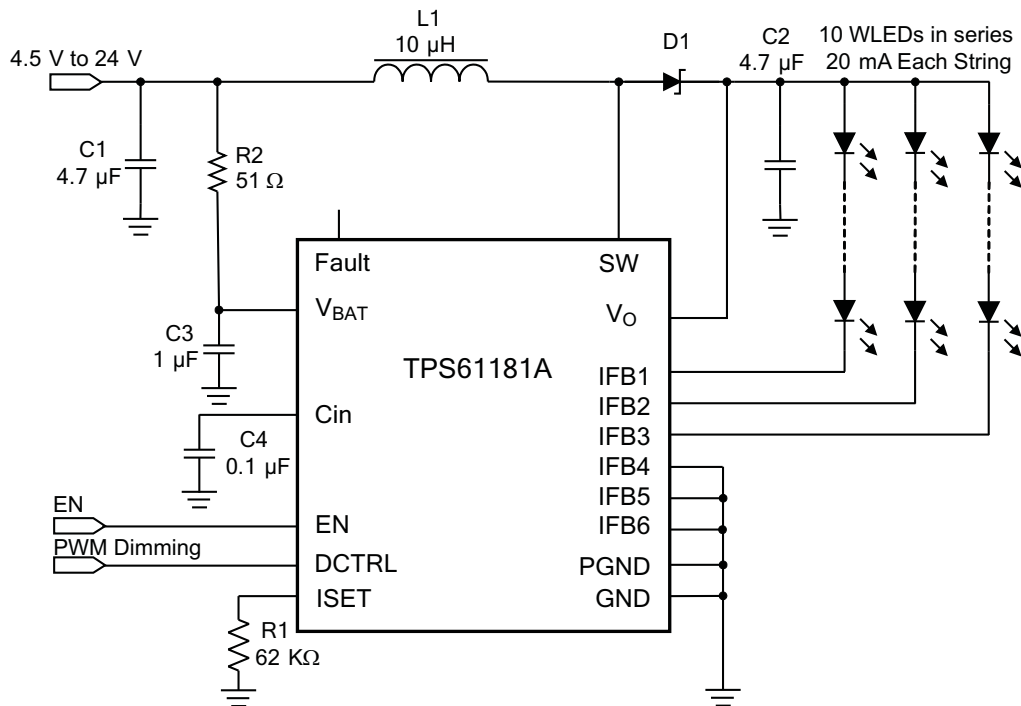 L1
10 µH
D1
C2
4.7 µF
10 WLEDs in series
20 mA Each String
4.5 V to 24 V
C1
4.7 µF
R2
51 Ω
Fault
SW
VBAT
VO
C3
1 µF
TPS61181A
IFB1
IFB2
IFB3
IFB4
IFB5
IFB6
Cin
C4
0.1 µF
EN
EN
PWM Dimming
DCTRL
PGND
ISET
GND
R1
62 KΩ